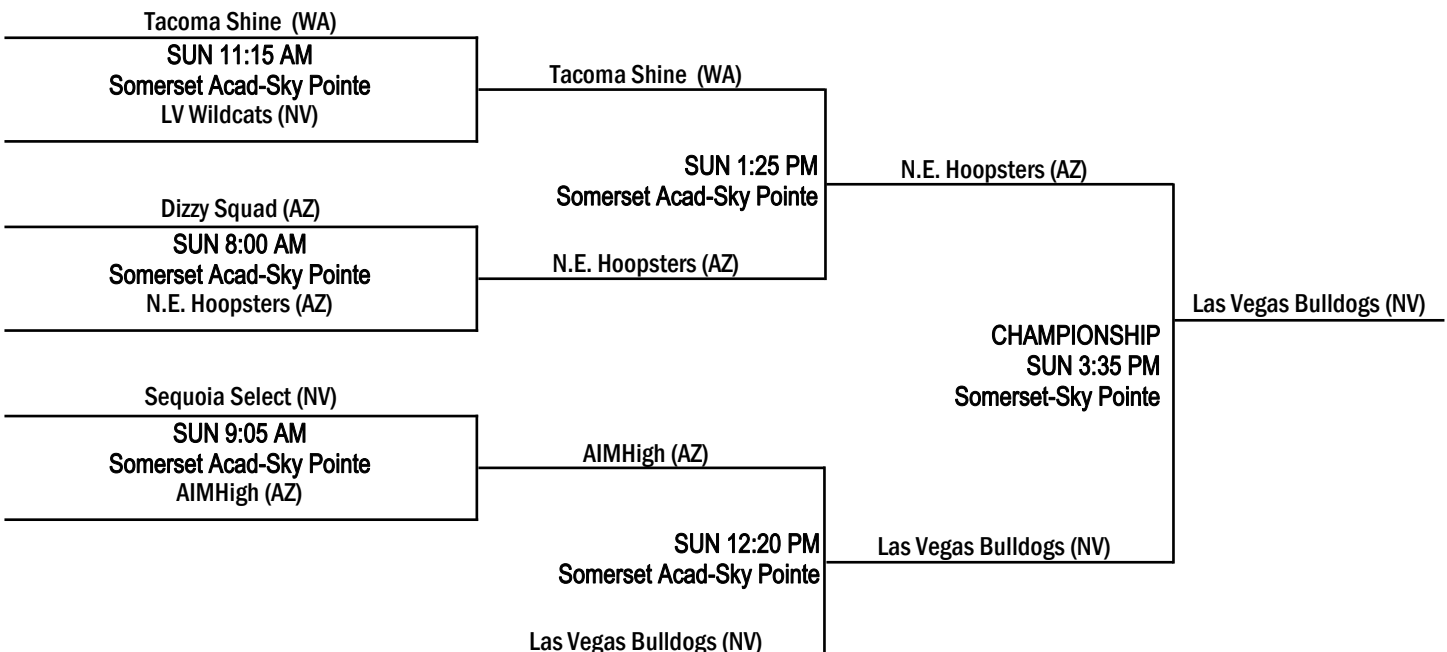 Tacoma Shine (WA)
SUN 11:15 AM
Somerset Acad-Sky Pointe
LV Wildcats (NV)
Tacoma Shine (WA)
SUN 1:25 PM
Somerset Acad-Sky Pointe
N.E. Hoopsters (AZ)
Dizzy Squad (AZ)
SUN 8:00 AM
Somerset Acad-Sky Pointe
N.E. Hoopsters (AZ)
N.E. Hoopsters (AZ)
Las Vegas Bulldogs (NV)
CHAMPIONSHIP
SUN 3:35 PM
Somerset-Sky Pointe
Sequoia Select (NV)
SUN 9:05 AM
Somerset Acad-Sky Pointe
AIMHigh (AZ)
AIMHigh (AZ)
SUN 12:20 PM
Somerset Acad-Sky Pointe
Las Vegas Bulldogs (NV)
Las Vegas Bulldogs (NV)